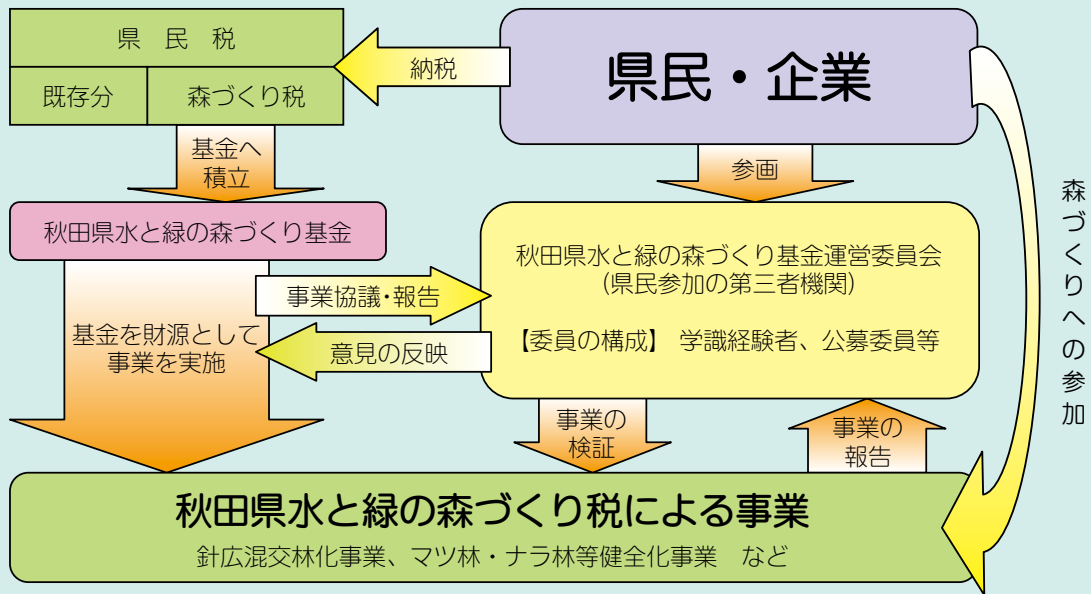 県民税
既存分
森づくり税
納税
県民・企業
基金へ
積立
参画
森づくりへの参加
秋田県水と緑の森づくり基金
秋田県水と緑の森づくり基金運営委員会
(県民参加の第三者機関)
【委員の構成】 学識経験者、公募委員等
事業協議・報告
意見の反映
基金を財源として
事業を実施
事業の
検証
事業の
報告
秋田県水と緑の森づくり税による事業
針広混交林化事業、マツ林・ナラ林等健全化事業 など